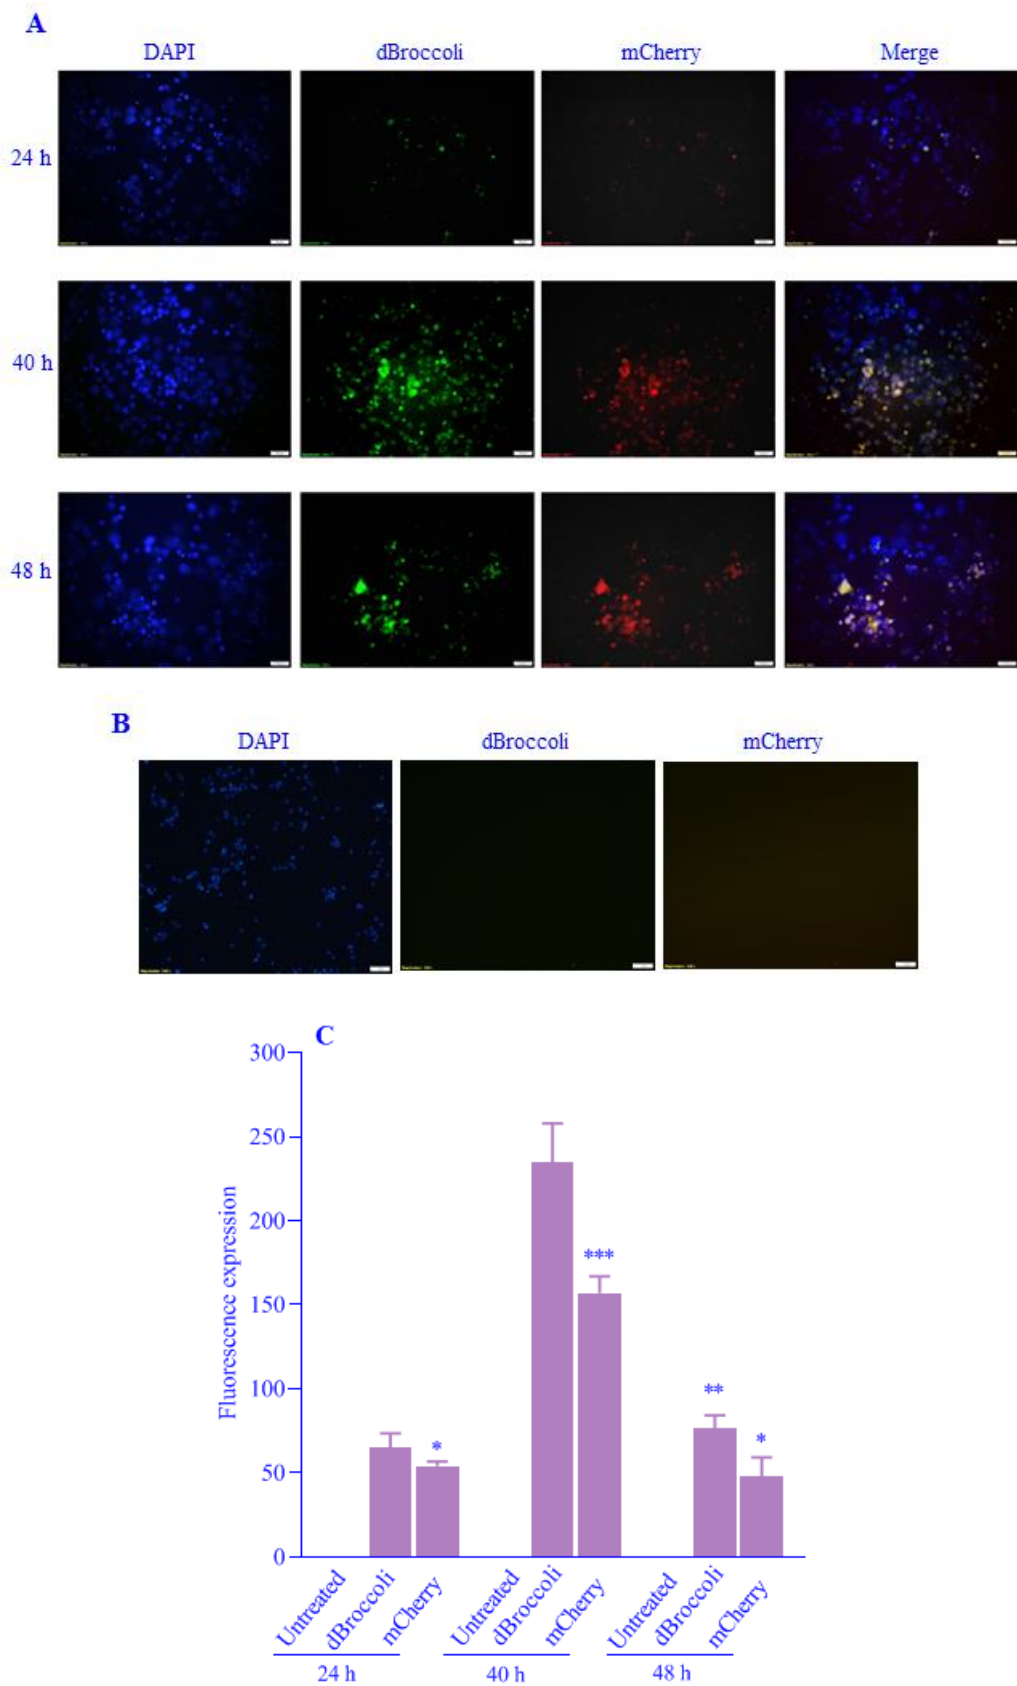 A
DAPI dBroccoli mCherry Merge
24 h
40 h
48 h
B
DAPI dBroccoli mCherry
C
300
250
200
150
100
50
0
Fluorescence expression
*
***
**
*
Untreated dBroccoli mCherry Untreated dBroccoli mCherry Untreated dBroccoli mCherry
24 h 40 h 48 h